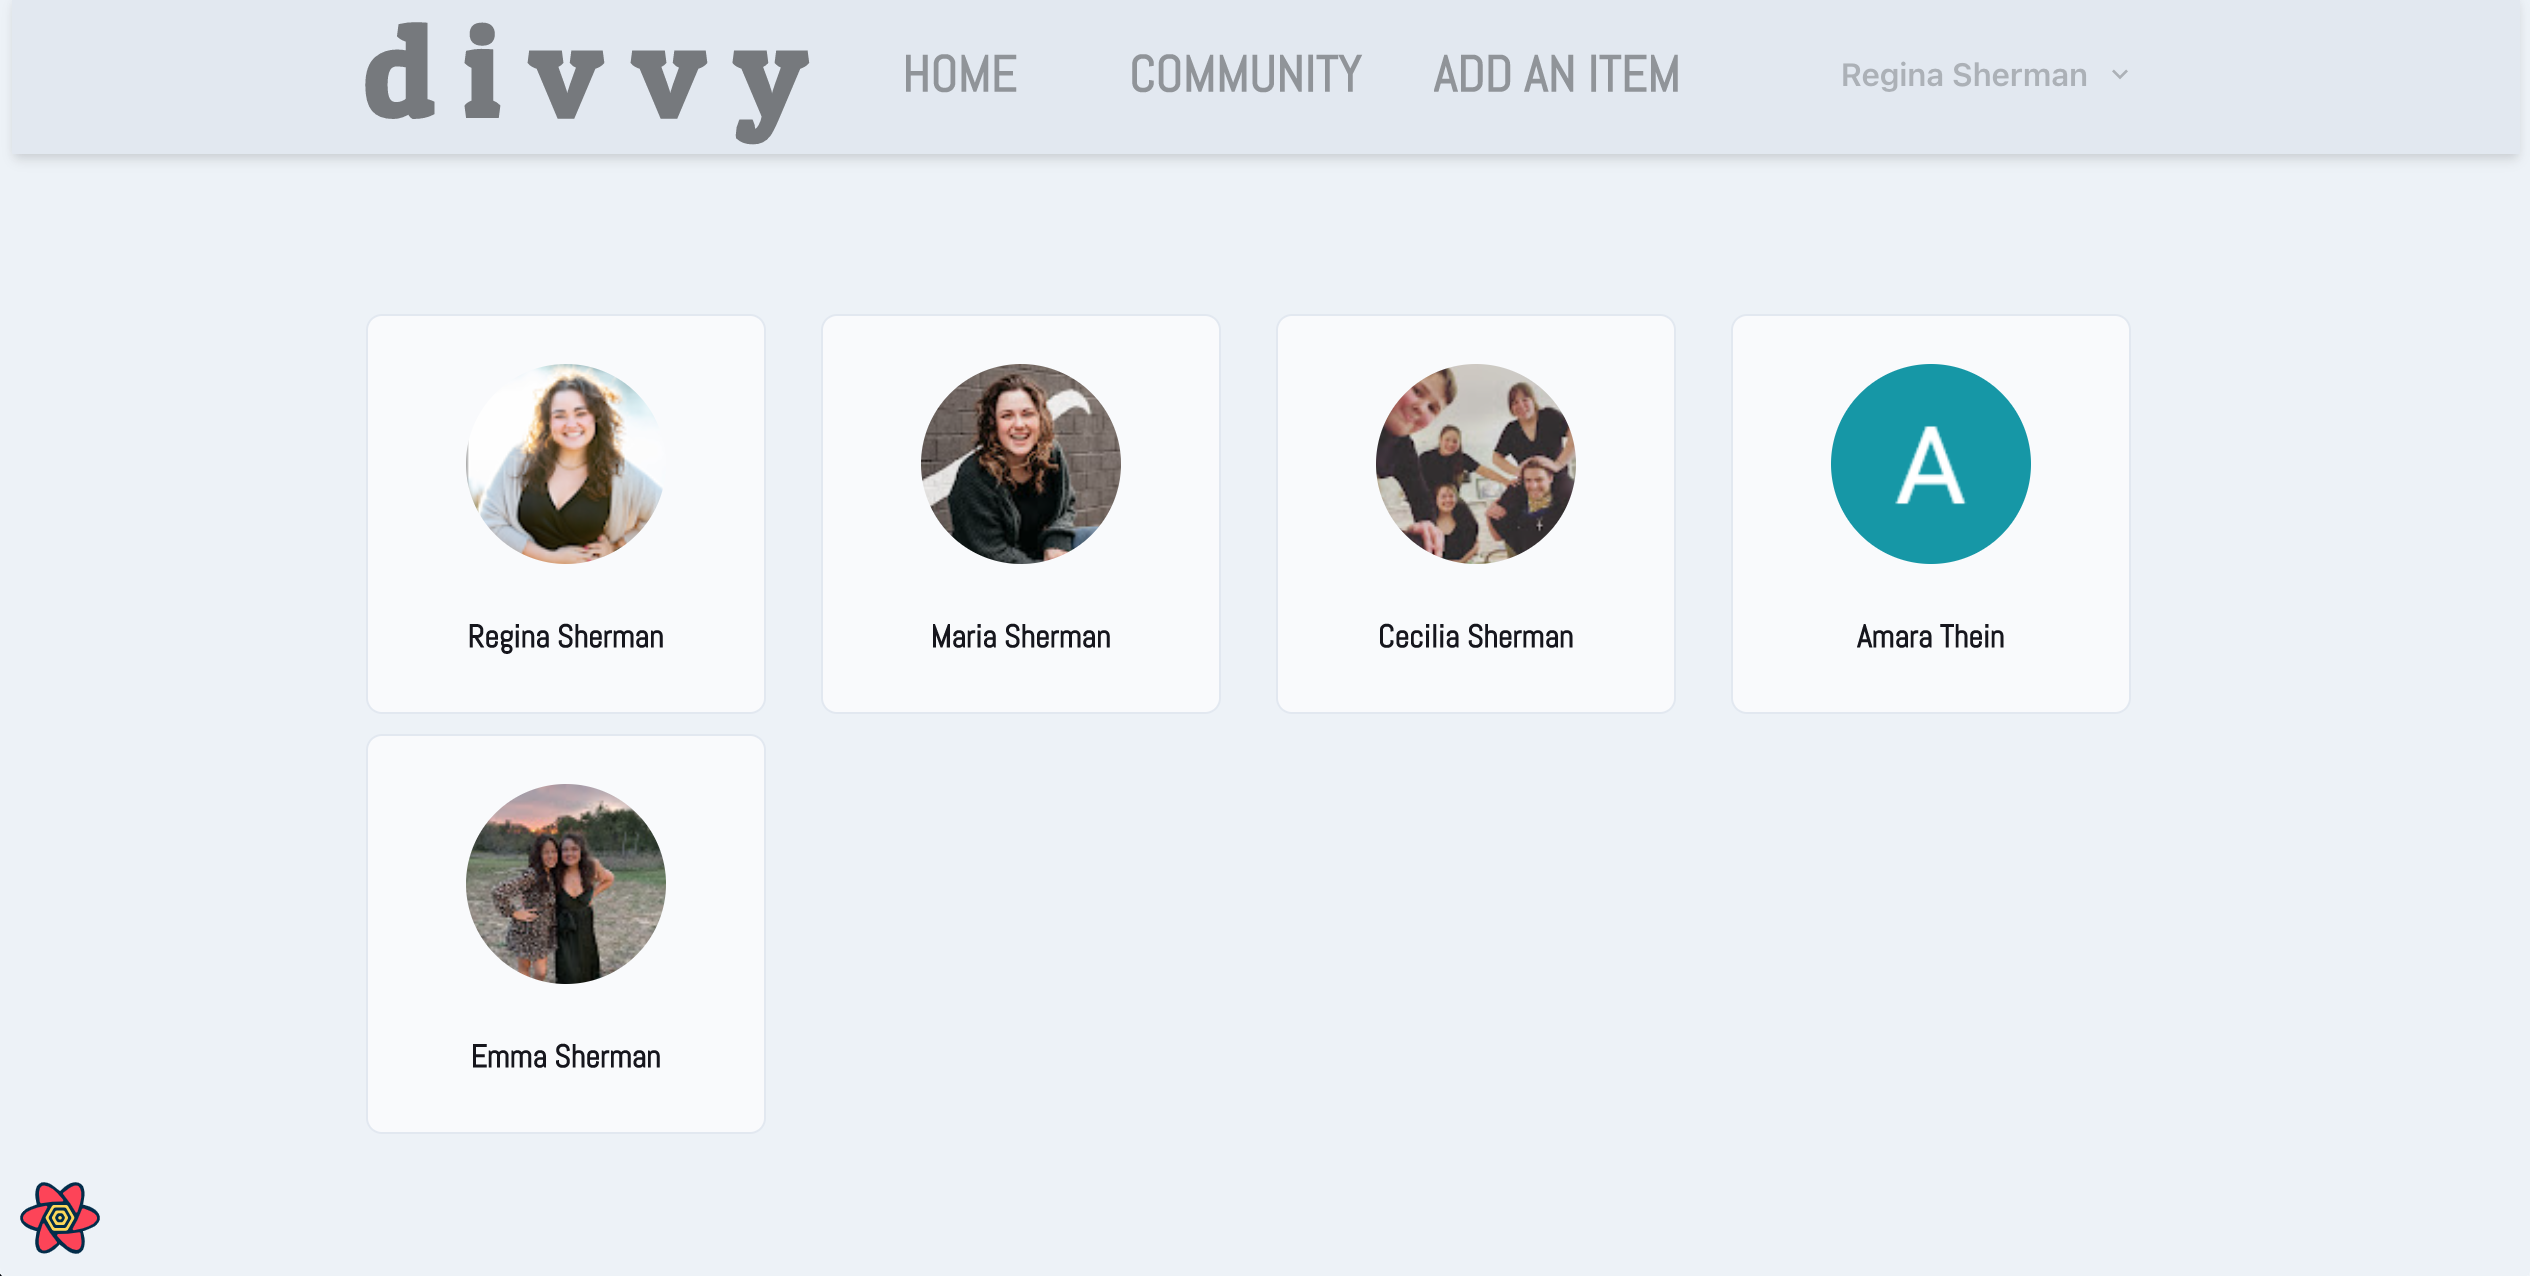 divvy HOME COMMUNITY ADD AN ITEM Regina Sherman
A
Regina Sherman Maria Sherman Cecilia Sherman Amara Thein
Emma Sherman